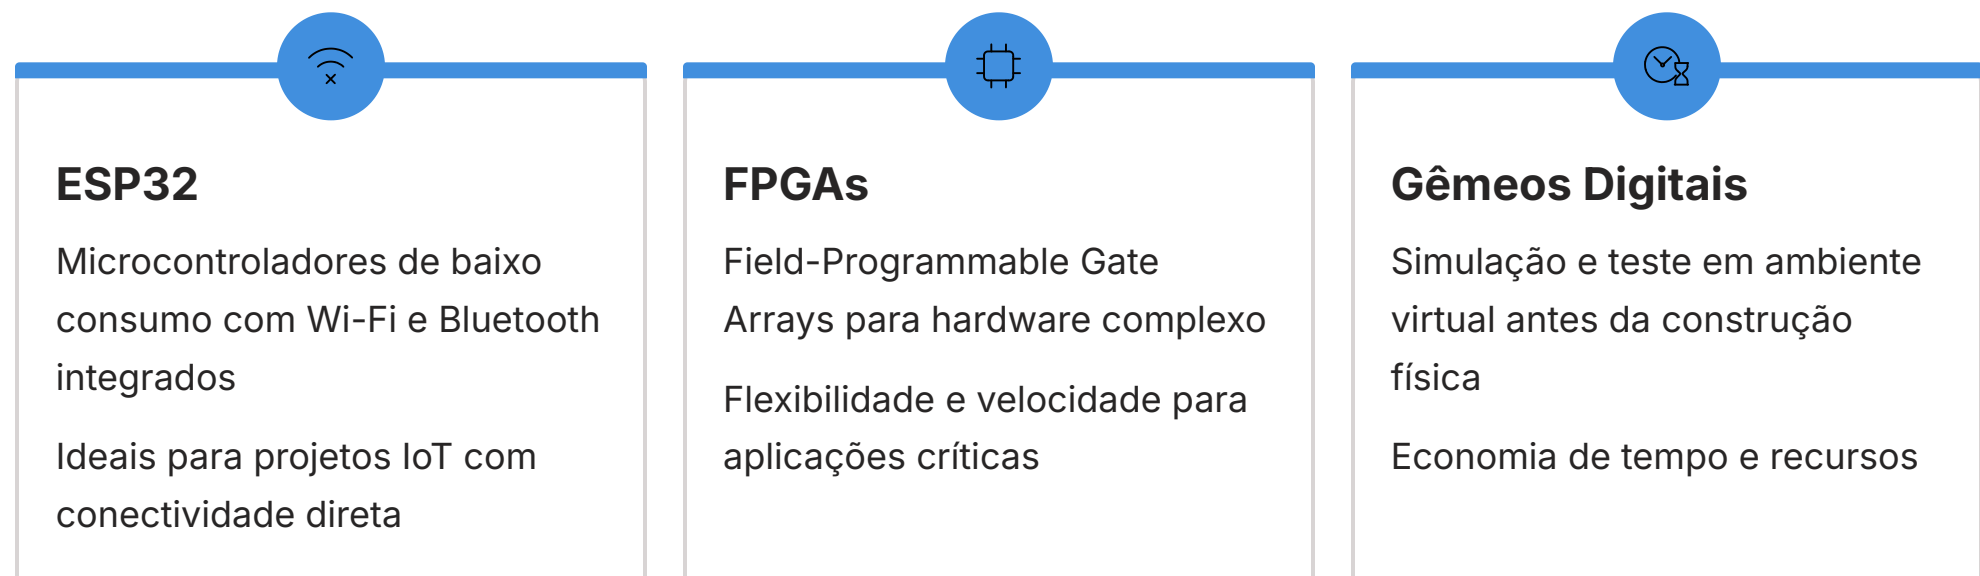 ESP32
Microcontroladores de baixo
consumo com Wi-Fi e Bluetooth
integrados
Ideais para projetos IoT com
conectividade direta
FPGAs
Field-Programmable Gate
Arrays para hardware complexo
Flexibilidade e velocidade para
aplicações críticas
Gêmeos Digitais
Simulação e teste em ambiente
virtual antes da construção
física
Economia de tempo e recursos